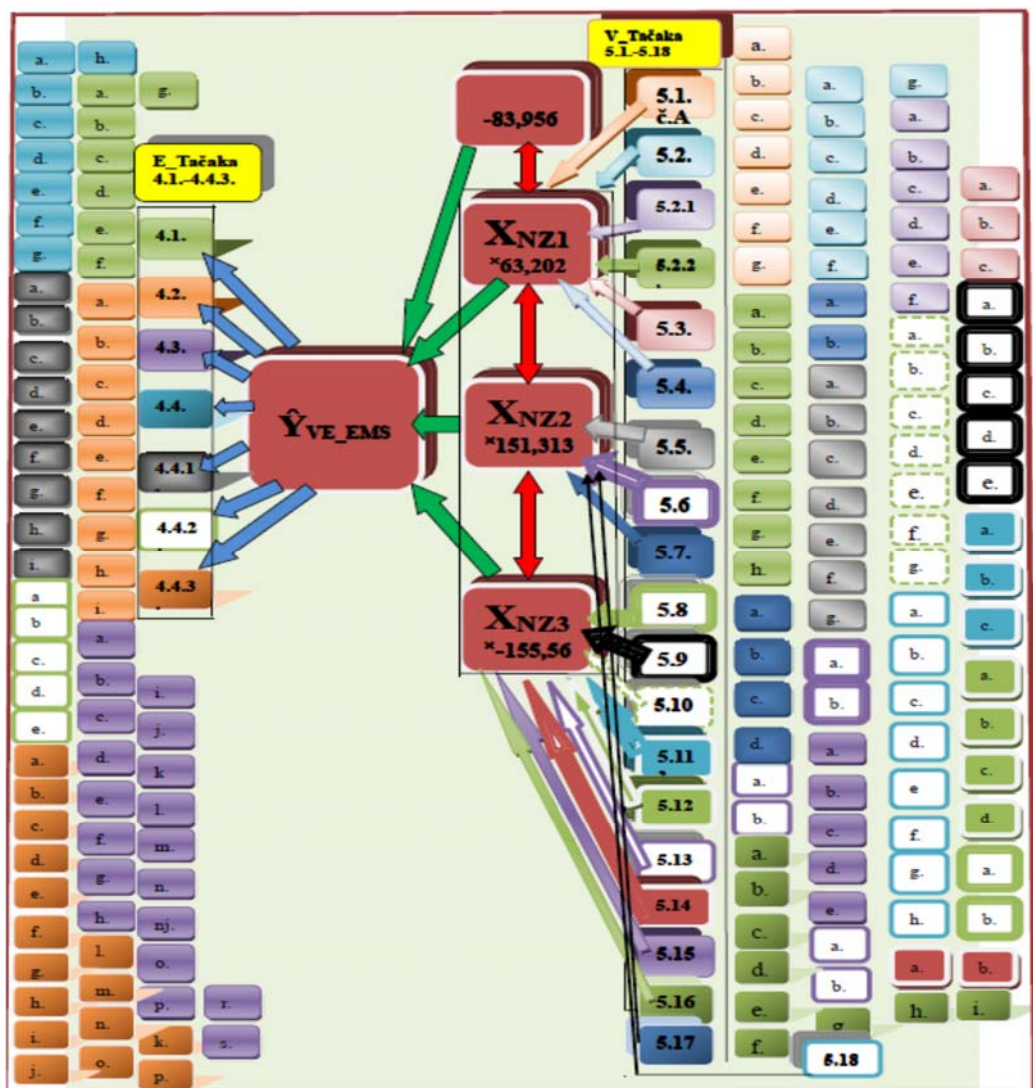 a.
b.
c.
d.
e.
f.
g.
a.
b.
c.
d.
e.
f.
g.
h.
i.
a
b
c.
d.
e.
a.
b.
c.
d.
e.
f.
g.
h.
i.
j.
h.
a.
b.
c.
d.
e.
f.
a.
b.
c.
d.
e.
f.
g.
h.
i.
a.
b.
c.
d.
e.
f.
g.
h.
l.
m.
n.
o.
g.
E_Tačaka
4.1.-4.4.3.
4.1.
4.2.
4.3.
4.4.
4.4.1
4.4.2
4.4.3
i.
j.
k
l.
m.
n.
nj.
o.
p.
k.
p.
r.
s.
ŶVE_EMS
-83,956
XNZ1
×63,202
XNZ2
×151,313
XNZ3
×-155,56
V_Tačaka
5.1.-5.18
5.1.
č.A
5.2.
5.2.1
5.2.2
5.3.
5.4.
5.5.
5.6
5.7.
5.8
5.9
5.10
5.11
5.12
5.13
5.14
5.15
5.16
5.17
a.
b.
c.
d.
e.
f.
g.
a.
b.
c.
d.
e.
f.
g.
h.
a.
b.
c.
d.
a.
b.
a.
b.
c.
d.
e.
f.
a.
b.
c.
d.
e.
f.
a.
b.
a.
b.
c.
d.
e.
f.
g.
a.
b.
a.
b.
c.
d.
e.
a.
b.
g.
5.18
g.
a.
b.
c.
d.
e.
f.
a.
b.
c.
d.
e.
f.
g.
a.
b.
c.
d.
e
f.
g.
h.
a.
h.
a.
b.
c.
a.
b.
c.
d.
e.
a.
b.
c.
a.
b.
c.
d.
a.
b.
b.
i.